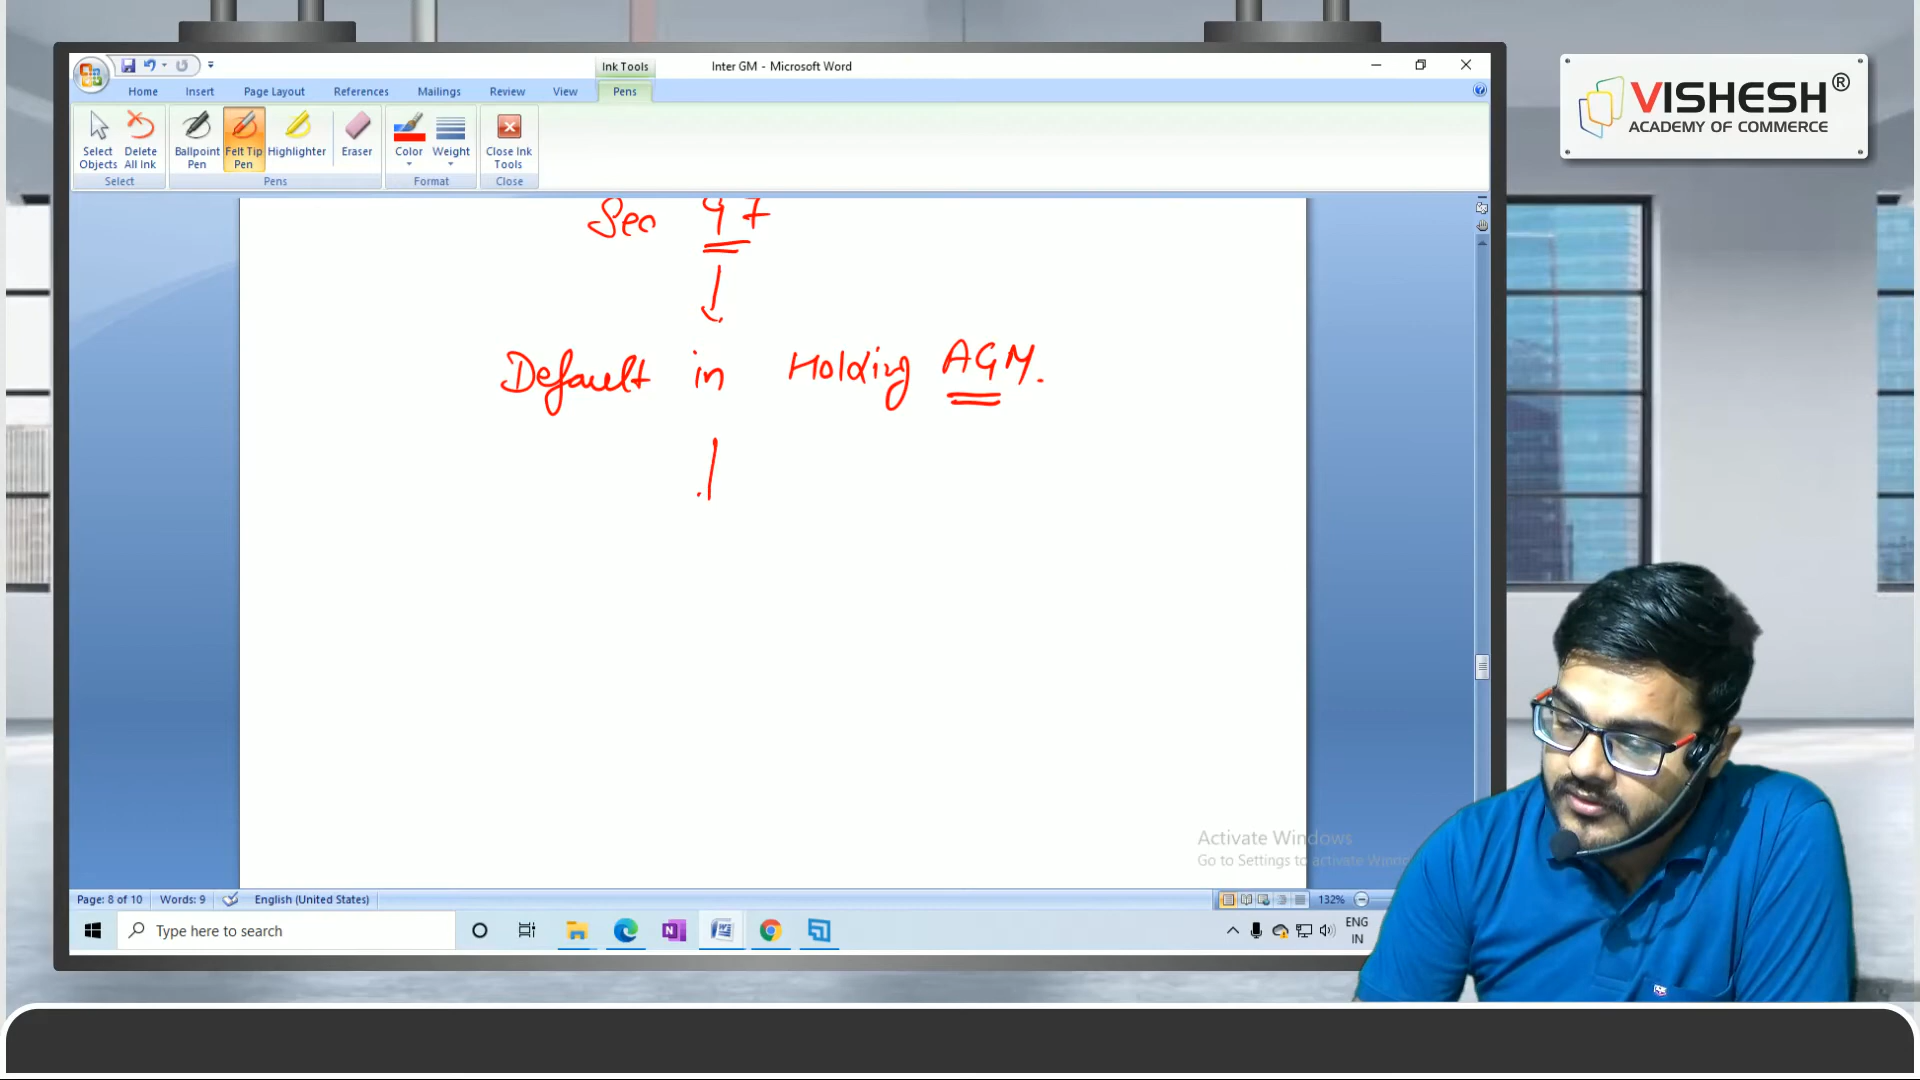 Ink Tools
Inter GM - Microsoft Word
Home Insert Page Layout References Mailings Review View Pens
Select Objects
Delete All Ink
Ballpoint Pen
Felt Tip Pen
Highlighter
Eraser
Color
Weight
Close Ink Tools
Select Pens Format Close
VISHESH ®
ACADEMY OF COMMERCE
Sec 97
Default in Holding AGM.
Activate Windows
Go to Settings to activate
Page: 8 of 10 Words: 9 English (United States) 132%
Type here to search
ENG
IN